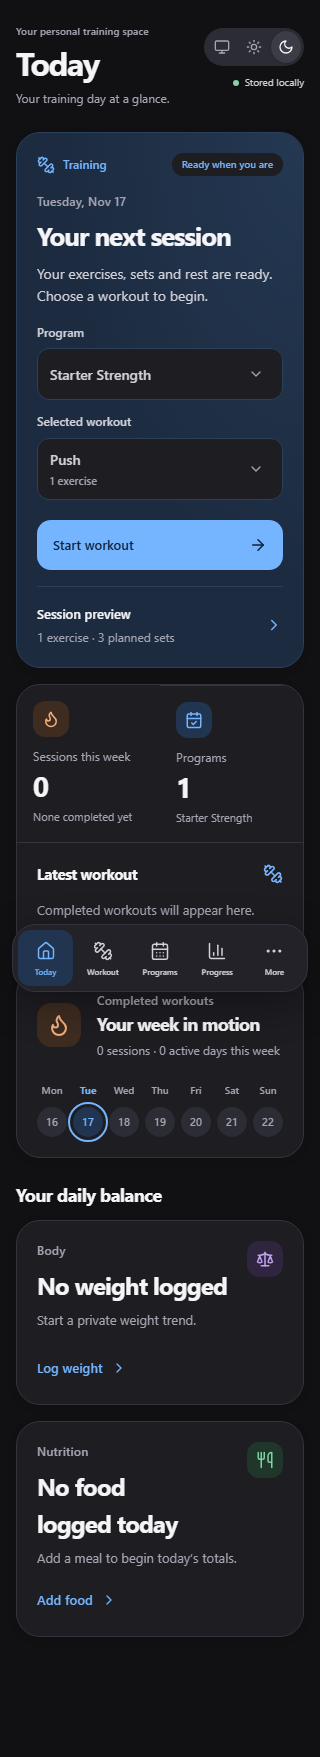 Your personal training space
Today
Your training day at a glance.
Stored locally
Training
Ready when you are
Tuesday, Nov 17
Your next session
Your exercises, sets and rest are ready.
Choose a workout to begin.
Program
Starter Strength
Selected workout
Push
1 exercise
Start workout
Session preview
1 exercise · 3 planned sets
Sessions this week
0
None completed yet
Programs
1
Starter Strength
Latest workout
Completed workouts will appear here.
Today
Workout
Programs
Progress
More
Completed workouts
Your week in motion
0 sessions · 0 active days this week
Mon Tue Wed Thu Fri Sat Sun
16 17 18 19 20 21 22
Your daily balance
Body
No weight logged
Start a private weight trend.
Log weight
Nutrition
No food
logged today
Add a meal to begin today's totals.
Add food